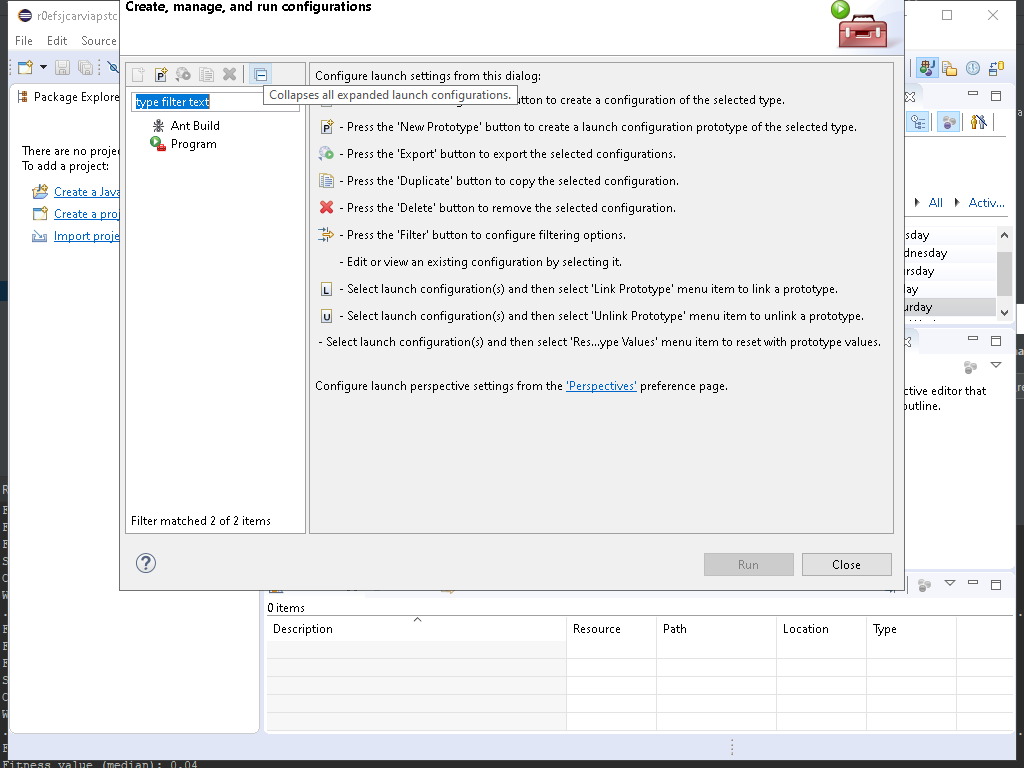 Create, manage, and run configurations
r0efsjcarviapstc
File Edit Source
Configure launch settings from this dialog:
Collapses all expanded launch configurations.
type filter text
utton to create a configuration of the selected type.
Package Explore
Ant Build
Program
- Press the 'New Prototype' button to create a launch configuration prototype of the selected type.
There are no projec
To add a project:
- Press the 'Export' button to export the selected configurations.
- Press the 'Duplicate' button to copy the selected configuration.
Create a Java
- Press the 'Delete' button to remove the selected configuration.
Create a proj
Import proje
- Press the 'Filter' button to configure filtering options.
- Edit or view an existing configuration by selecting it.
L - Select launch configuration(s) and then select 'Link Prototype' menu item to link a prototype.
U - Select launch configuration(s) and then select 'Unlink Prototype' menu item to unlink a prototype.
- Select launch configuration(s) and then select 'Res...ype Values' menu item to reset with prototype values.
Configure launch perspective settings from the 'Perspectives' preference page.
All Activ...
sday
dnesday
rsday
ay
urday
ctive editor that
outline.
Filter matched 2 of 2 items
?
Run
Close
0 items
Description Resource Path Location Type
Fitness value (median): 0.04